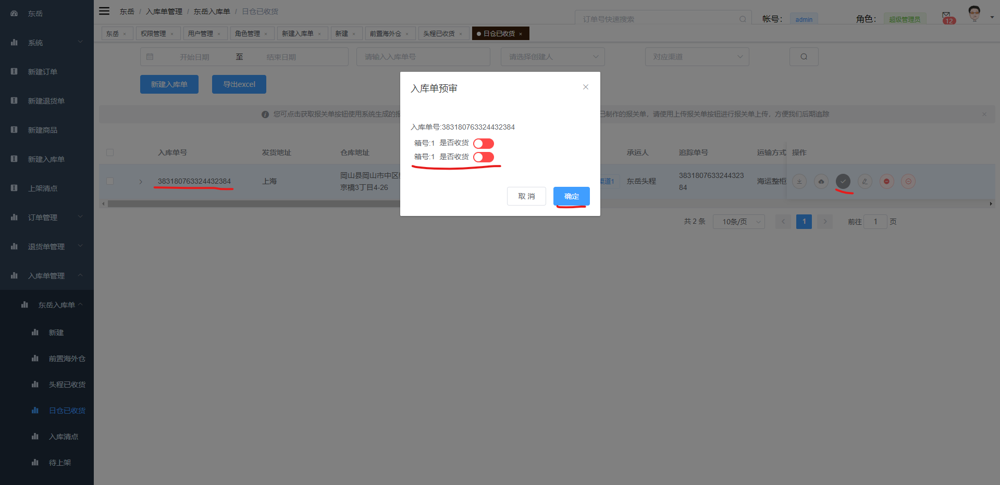 东岳
系统
新建订单
新建退货单
新建商品
新建入库单
上架清点
订单管理
退货单管理
入库单管理
东岳入库单
新建
前置海外仓
头程已收货
日仓已收货
入库清点
待上架
东岳 / 入库单管理 / 东岳入库单 / 日仓已收货
订单号快速搜索
帐号：
admin
角色：
超级管理员
12
东岳 ×
权限管理 ×
用户管理 ×
角色管理 ×
新建入库单 ×
新建 ×
前置海外仓 ×
头程已收货 ×
日仓已收货 ×
开始日期 至 结束日期
请输入入库单号
请选择创建人
对应渠道
新建入库单
导出excel
您可点击获取报关单按钮使用系统生成的报
已制作的报关单，请使用上传报关单按钮进行报关单上传，方便我们后期追踪
入库单号 发货地址 仓库地址 承运人 追踪单号 运输方式 操作
383180763324432384
上海
岡山县岡山市中区
京橋3丁目4-26
渠道1
东岳头程
3831807633244323
84
海运整柜
共 2 条
10条/页
1
前往 1 页
入库单预审
入库单号:383180763324432384
箱号:1 是否收货
箱号:1 是否收货
取 消
确定